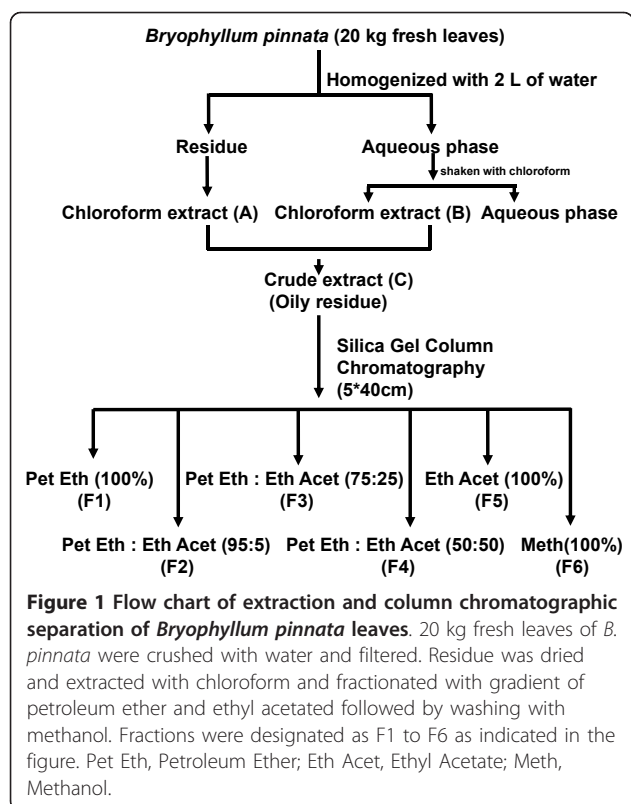 Bryophyllum pinnata (20 kg fresh leaves)
Homogenized with 2 L of water
Residue
Aqueous phase
shaken with chloroform
Chloroform extract (A)
Chloroform extract (B)
Aqueous phase
Crude extract (C)
(Oily residue)
Silica Gel Column
Chromatography
(5*40cm)
Pet Eth (100%)
(F1)
Pet Eth : Eth Acet (75:25)
(F3)
Eth Acet (100%)
(F5)
Pet Eth : Eth Acet (95:5)
(F2)
Pet Eth : Eth Acet (50:50)
(F4)
Meth(100%)
(F6)
Figure 1 Flow chart of extraction and column chromatographic
separation of Bryophyllum pinnata leaves. 20 kg fresh leaves of B.
pinnata were crushed with water and filtered. Residue was dried
and extracted with chloroform and fractionated with gradient of
petroleum ether and ethyl acetated followed by washing with
methanol. Fractions were designated as F1 to F6 as indicated in the
figure. Pet Eth, Petroleum Ether; Eth Acet, Ethyl Acetate; Meth,
Methanol.